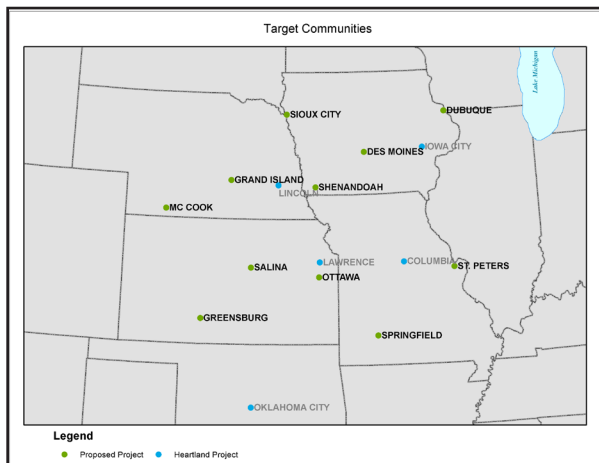 Target Communities
Lake Michigan
SIOUX CITY
DUBUQUE
IOWA CITY
DES MOINES
GRAND ISLAND
LINCOLN
SHENANDOAH
MC COOK
LAWRENCE
COLUMBIA
ST. PETERS
SALINA
OTTAWA
GREENSBURG
SPRINGFIELD
OKLAHOMA CITY
Legend
Proposed Project
Heartland Project